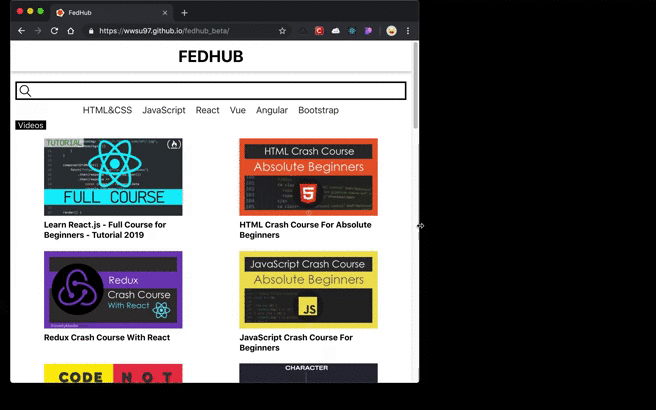 FedHub
https://wwsu97.github.io/fedhub_beta/
FEDHUB
HTML&CSS JavaScript React Vue Angular Bootstrap
Videos
TUTORIAL
FULL COURSE
Learn React.js - Full Course for
Beginners - Tutorial 2019
HTML Crash Course
Absolute Beginners
HTML Crash Course For Absolute
Beginners
Redux
Crash Course
With React
Redux Crash Course With React
JavaScript Crash Course
Absolute Beginners
JS
JavaScript Crash Course For
Beginners
CODE N.O.T.
CHARACTER